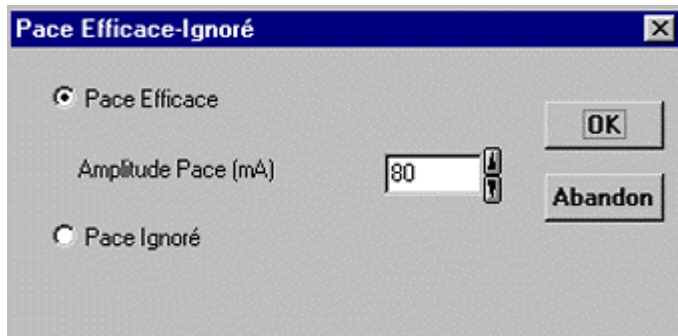 Pace Efficace-Ignoré
Pace Efficace
OK
Amplitude Pace (mA) 80
Abandon
Pace Ignoré